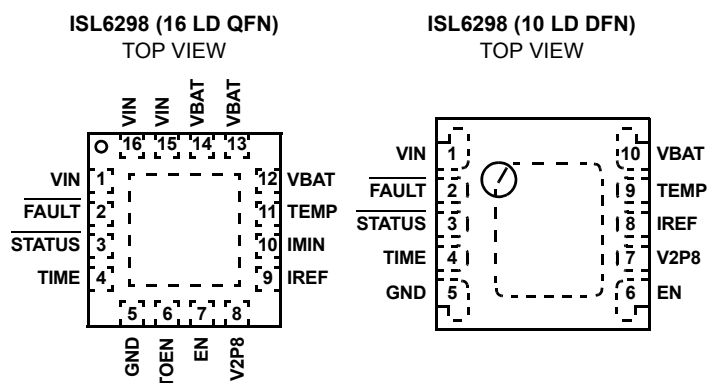 ISL6298 (16 LD QFN)
TOP VIEW
VIN
VIN
VBAT
VBAT
16 15 14 13
VIN 1
FAULT 2
STATUS 3
TIME 4
12 VBAT
11 TEMP
10 IMIN
9 IREF
5 6 7 8
GND
TOEN
EN
V2P8
ISL6298 (10 LD DFN)
TOP VIEW
VIN 1
FAULT 2
STATUS 3
TIME 4
GND 5
10 VBAT
9 TEMP
8 IREF
7 V2P8
6 EN